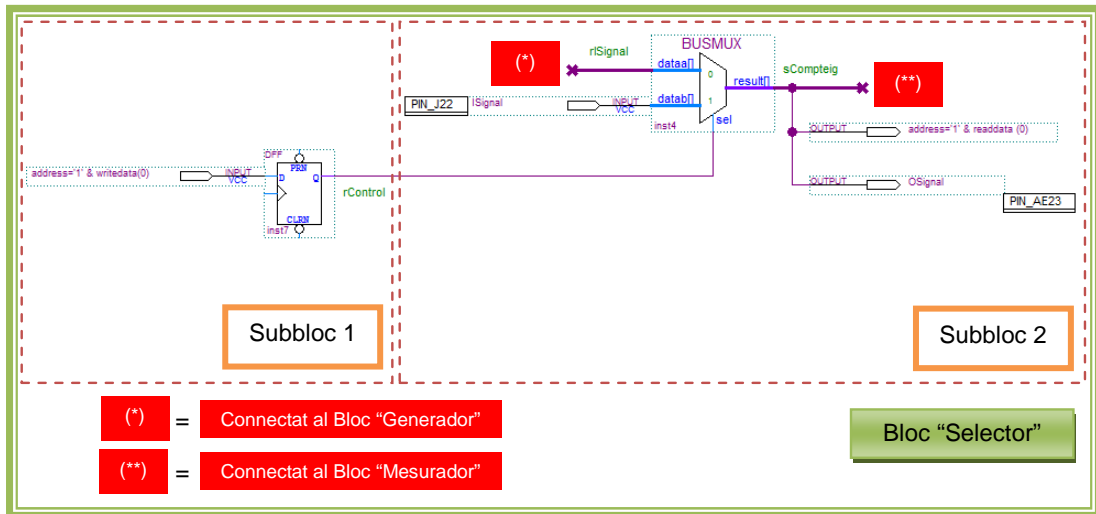 BUSMUX
rISignal
(*)
dataa[]
0
result[]
sCompteig
(**)
PIN_J22
ISignal
INPUT
VCC
datab[]
1
sel
inst4
OUTPUT
address='1' & readdata (0)
DFF
address='1' & writedata(0)
INPUT
VCC
PRN
D
Q
rControl
OUTPUT
OSignal
PIN_AE23
CLRN
inst7
Subbloc 1
Subbloc 2
(*) = Connectat al Bloc “Generador”
(**) = Connectat al Bloc “Mesurador”
Bloc “Selector”